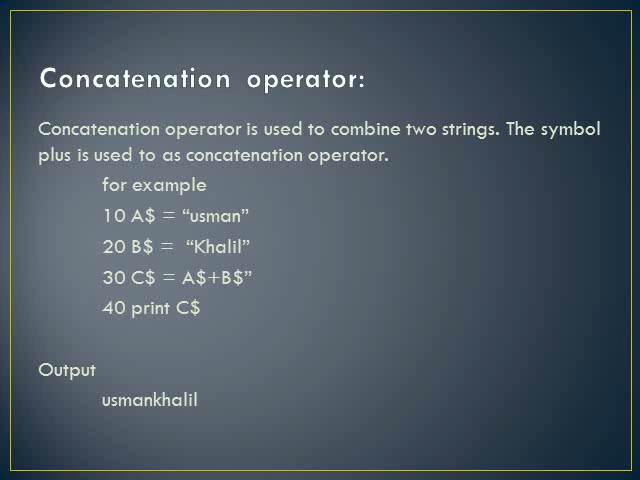 Concatenation operator:
Concatenation operator is used to combine two strings. The symbol
plus is used to as concatenation operator.
for example
10 A$ = “usman”
20 B$ = “Khalil”
30 C$ = A$+B$”
40 print C$
Output
usmankhalil